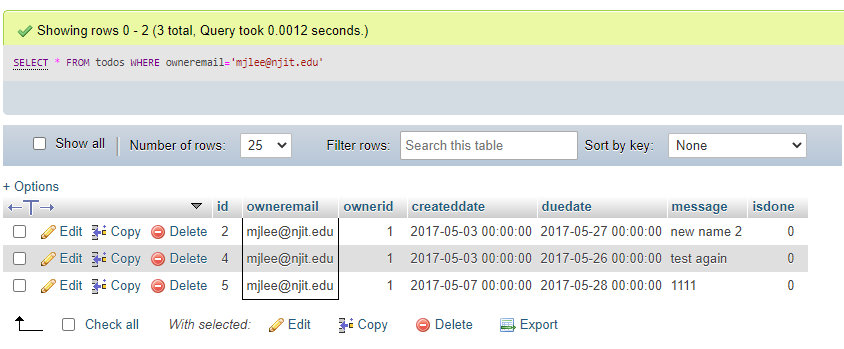 Showing rows 0 - 2 (3 total, Query took 0.0012 seconds.)
SELECT * FROM todos WHERE owneremail='mjlee@njit.edu'
Show all Number of rows: 25 Filter rows: Search this table Sort by key: None
+ Options
id owneremail ownerid createddate duedate message isdone
Edit Copy Delete 2 mjlee@njit.edu 1 2017-05-03 00:00:00 2017-05-27 00:00:00 new name 2 0
Edit Copy Delete 4 mjlee@njit.edu 1 2017-05-03 00:00:00 2017-05-26 00:00:00 test again 0
Edit Copy Delete 5 mjlee@njit.edu 1 2017-05-07 00:00:00 2017-05-28 00:00:00 1111 0
Check all With selected: Edit Copy Delete Export